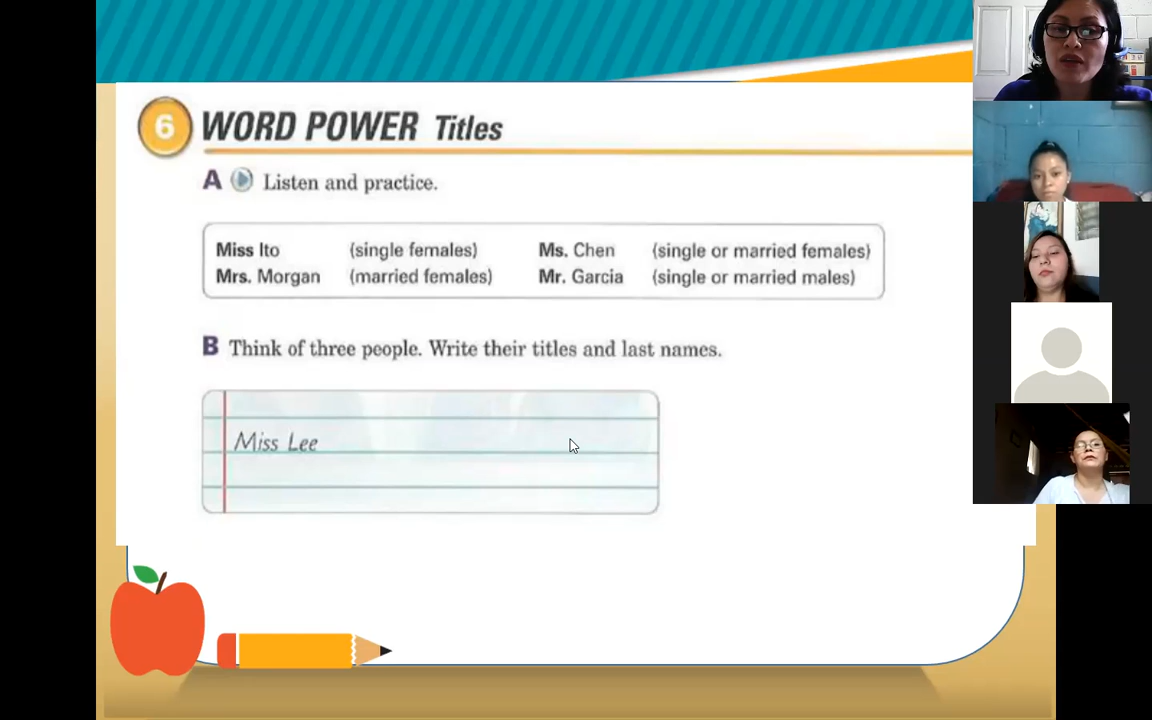 6 WORD POWER Titles
A Listen and practice.
Miss Ito (single females) Ms. Chen (single or married females)
Mrs. Morgan (married females) Mr. Garcia (single or married males)
B Think of three people. Write their titles and last names.
Miss Lee